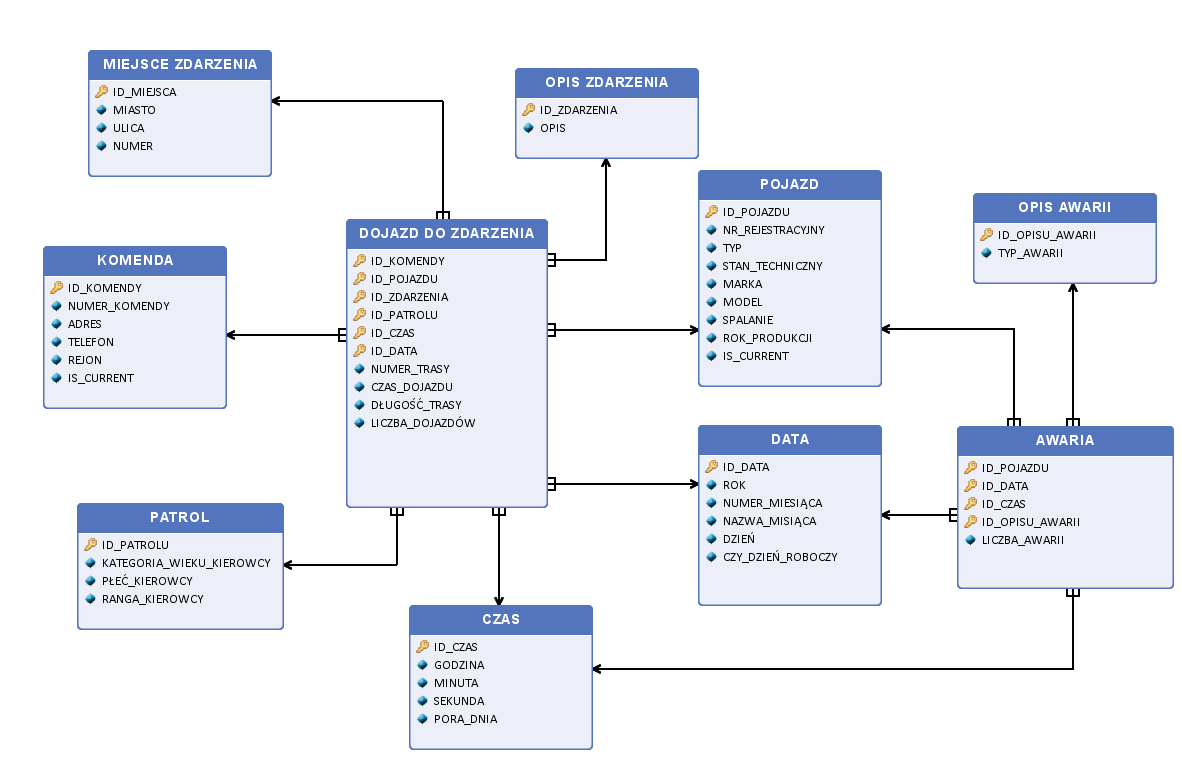 MIEJSCE ZDARZENIA
ID_MIEJSCA
MIASTO
ULICA
NUMER
OPIS ZDARZENIA
ID_ZDARZENIA
OPIS
POJAZD
ID_POJAZDU
NR_REJESTRACYJNY
TYP
STAN_TECHNICZNY
MARKA
MODEL
SPALANIE
ROK_PRODUKCJI
IS_CURRENT
OPIS AWARII
ID_OPISU_AWARII
TYP_AWARII
DOJAZD DO ZDARZENIA
ID_KOMENDY
ID_POJAZDU
ID_ZDARZENIA
ID_PATROLU
ID_CZAS
ID_DATA
NUMER_TRASY
CZAS_DOJAZDU
DŁUGOŚĆ_TRASY
LICZBA_DOJAZDÓW
KOMENDA
ID_KOMENDY
NUMER_KOMENDY
ADRES
TELEFON
REJON
IS_CURRENT
DATA
ID_DATA
ROK
NUMER_MIESIĄCA
NAZWA_MISIĄCA
DZIEŃ
CZY_DZIEŃ_ROBOCZY
AWARIA
ID_POJAZDU
ID_DATA
ID_CZAS
ID_OPISU_AWARII
LICZBA_AWARII
PATROL
ID_PATROLU
KATEGORIA_WIEKU_KIEROWCY
PŁEĆ_KIEROWCY
RANGA_KIEROWCY
CZAS
ID_CZAS
GODZINA
MINUTA
SEKUNDA
PORA_DNIA